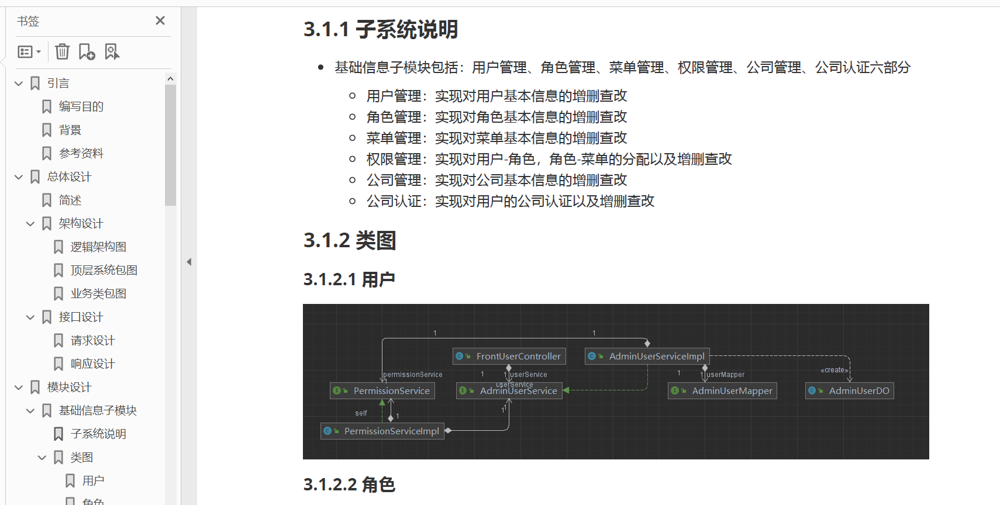 书签
引言
编写目的
背景
参考资料
总体设计
简述
架构设计
逻辑架构图
顶层系统包图
业务类包图
接口设计
请求设计
响应设计
模块设计
基础信息子模块
子系统说明
类图
用户
角色
3.1.1 子系统说明
基础信息子模块包括：用户管理、角色管理、菜单管理、权限管理、公司管理、公司认证六部分
用户管理：实现对用户基本信息的增删查改
角色管理：实现对角色基本信息的增删查改
菜单管理：实现对菜单基本信息的增删查改
权限管理：实现对用户-角色，角色-菜单的分配以及增删查改
公司管理：实现对公司基本信息的增删查改
公司认证：实现对用户的公司认证以及增删查改
3.1.2 类图
3.1.2.1 用户
1 1
FrontUserController AdminUserServiceImpl
permissionService 1 1 userService 1 1 userMapper «create»
1 userService
PermissionService AdminUserService AdminUserMapper AdminUserDO
self 1 1 1
PermissionServiceImpl
3.1.2.2 角色